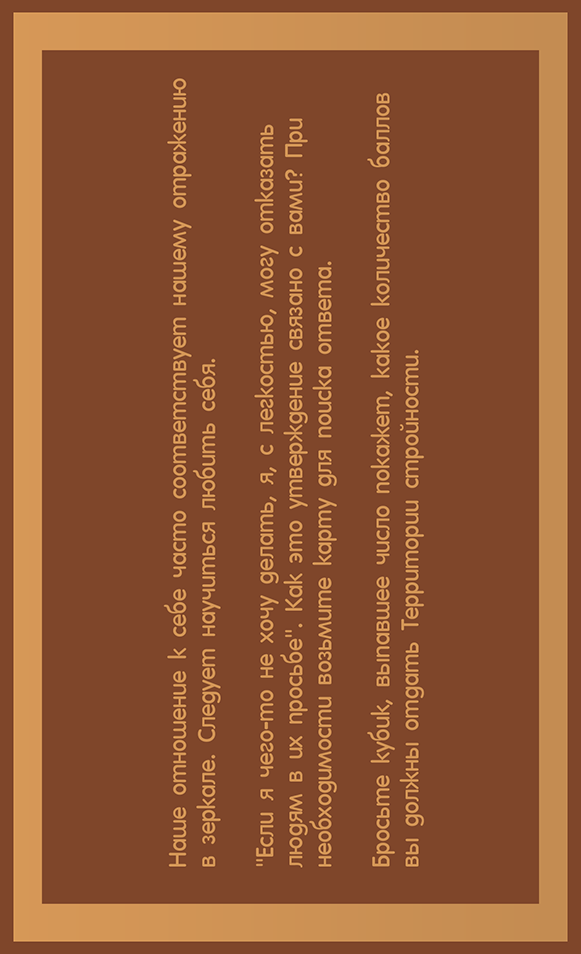 Наше отношение к себе часто соответствует нашему отражению
в зеркале. Следует научиться любить себя.
"Если я чего-то не хочу делать, я, с легкостью, могу отказать
людям в их просьбе". Как это утверждение связано с вами? При
необходимости возьмите карту для поиска ответа.
Бросьте кубик, выпавшее число покажет, какое количество баллов
вы должны отдать Территории стройности.